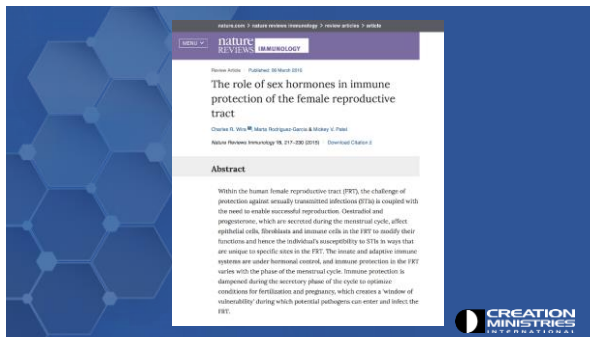 nature.com > nature reviews immunology > review articles > article
MENU
nature
REVIEWS IMMUNOLOGY
Review Article Published: 06 March 2015
The role of sex hormones in immune
protection of the female reproductive
tract
Charles R. Wira, Marta Rodriguez-Garcia & Mickey V. Patel
Nature Reviews Immunology 15, 217–230 (2015) Download Citation
Abstract
Within the human female reproductive tract (FRT), the challenge of
protection against sexually transmitted infections (STIs) is coupled with
the need to enable successful reproduction. Oestradiol and
progesterone, which are secreted during the menstrual cycle, affect
epithelial cells, fibroblasts and immune cells in the FRT to modify their
functions and hence the individual's susceptibility to STIs in ways that
are unique to specific sites in the FRT. The innate and adaptive immune
systems are under hormonal control, and immune protection in the FRT
varies with the phase of the menstrual cycle. Immune protection is
dampened during the secretory phase of the cycle to optimize
conditions for fertilization and pregnancy, which creates a 'window of
vulnerability' during which potential pathogens can enter and infect the
FRT.
CREATION
MINISTRIES
INTERNATIONAL